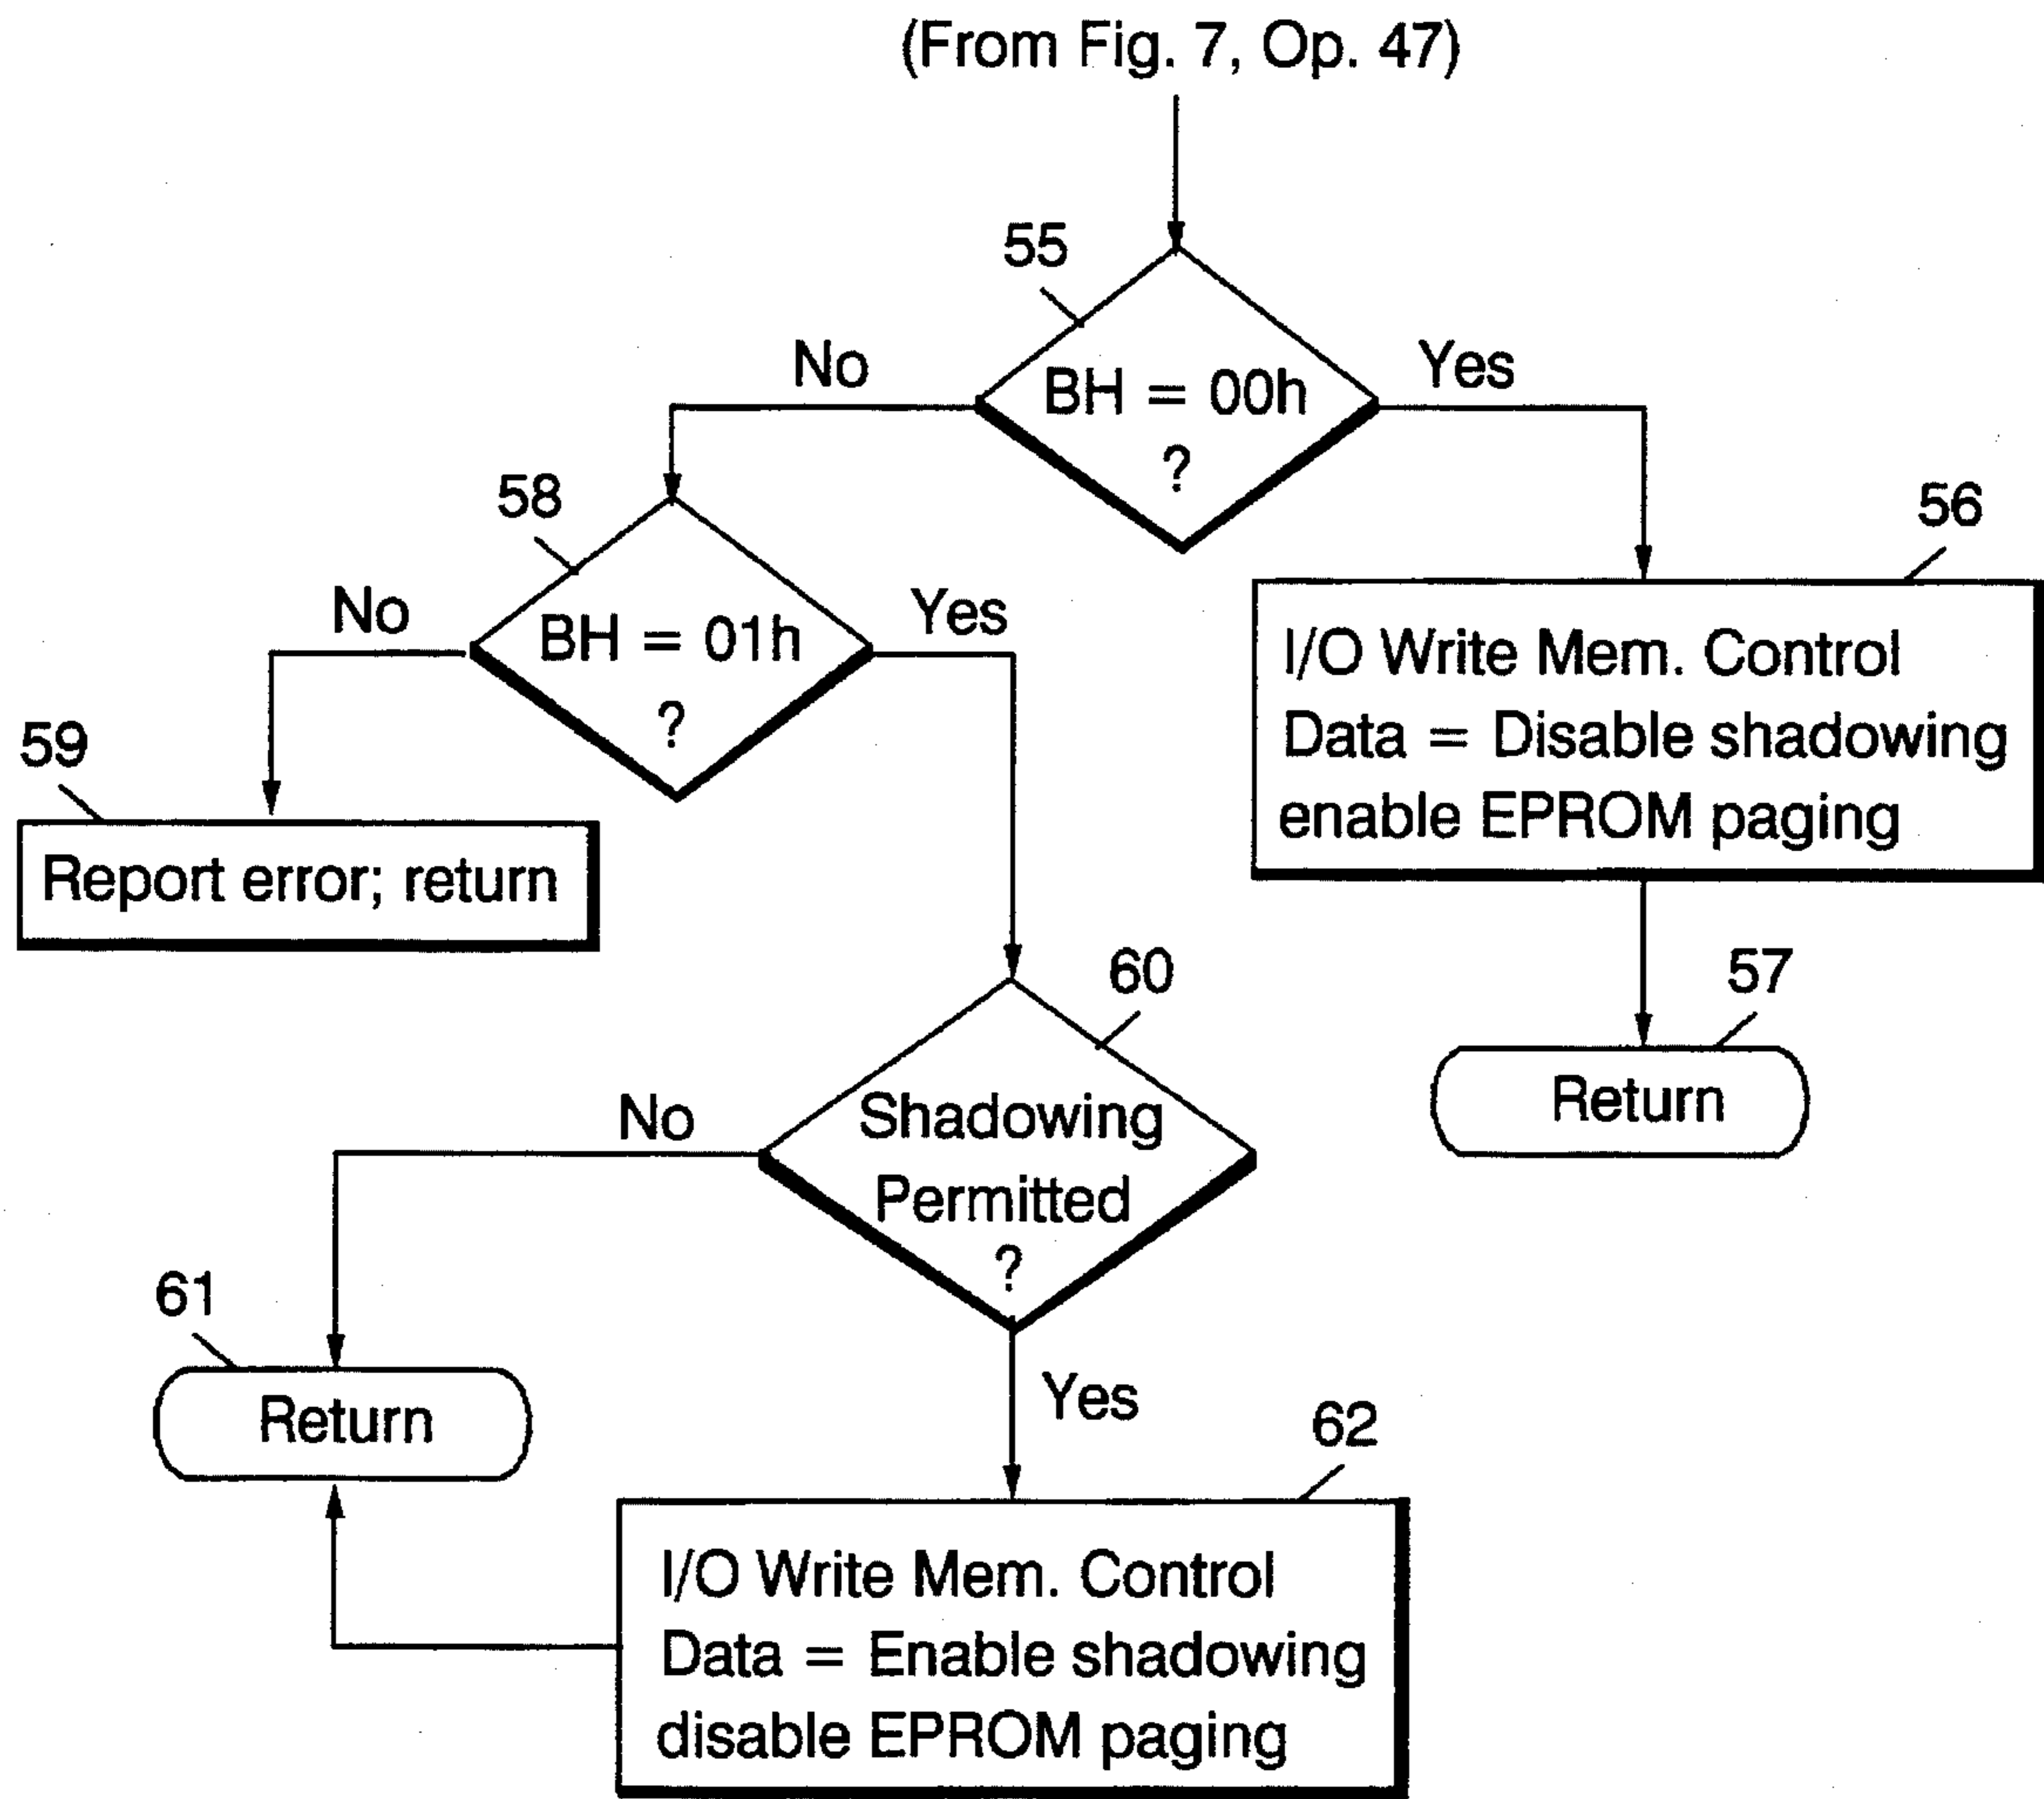 (From Fig. 7, Op. 47)
55
No
BH = 00h
?
Yes
58
56
No
BH = 01h
?
Yes
I/O Write Mem. Control
Data = Disable shadowing
enable EPROM paging
59
Report error; return
60
57
Return
No
Shadowing
Permitted
?
61
Return
Yes
62
I/O Write Mem. Control
Data = Enable shadowing
disable EPROM paging